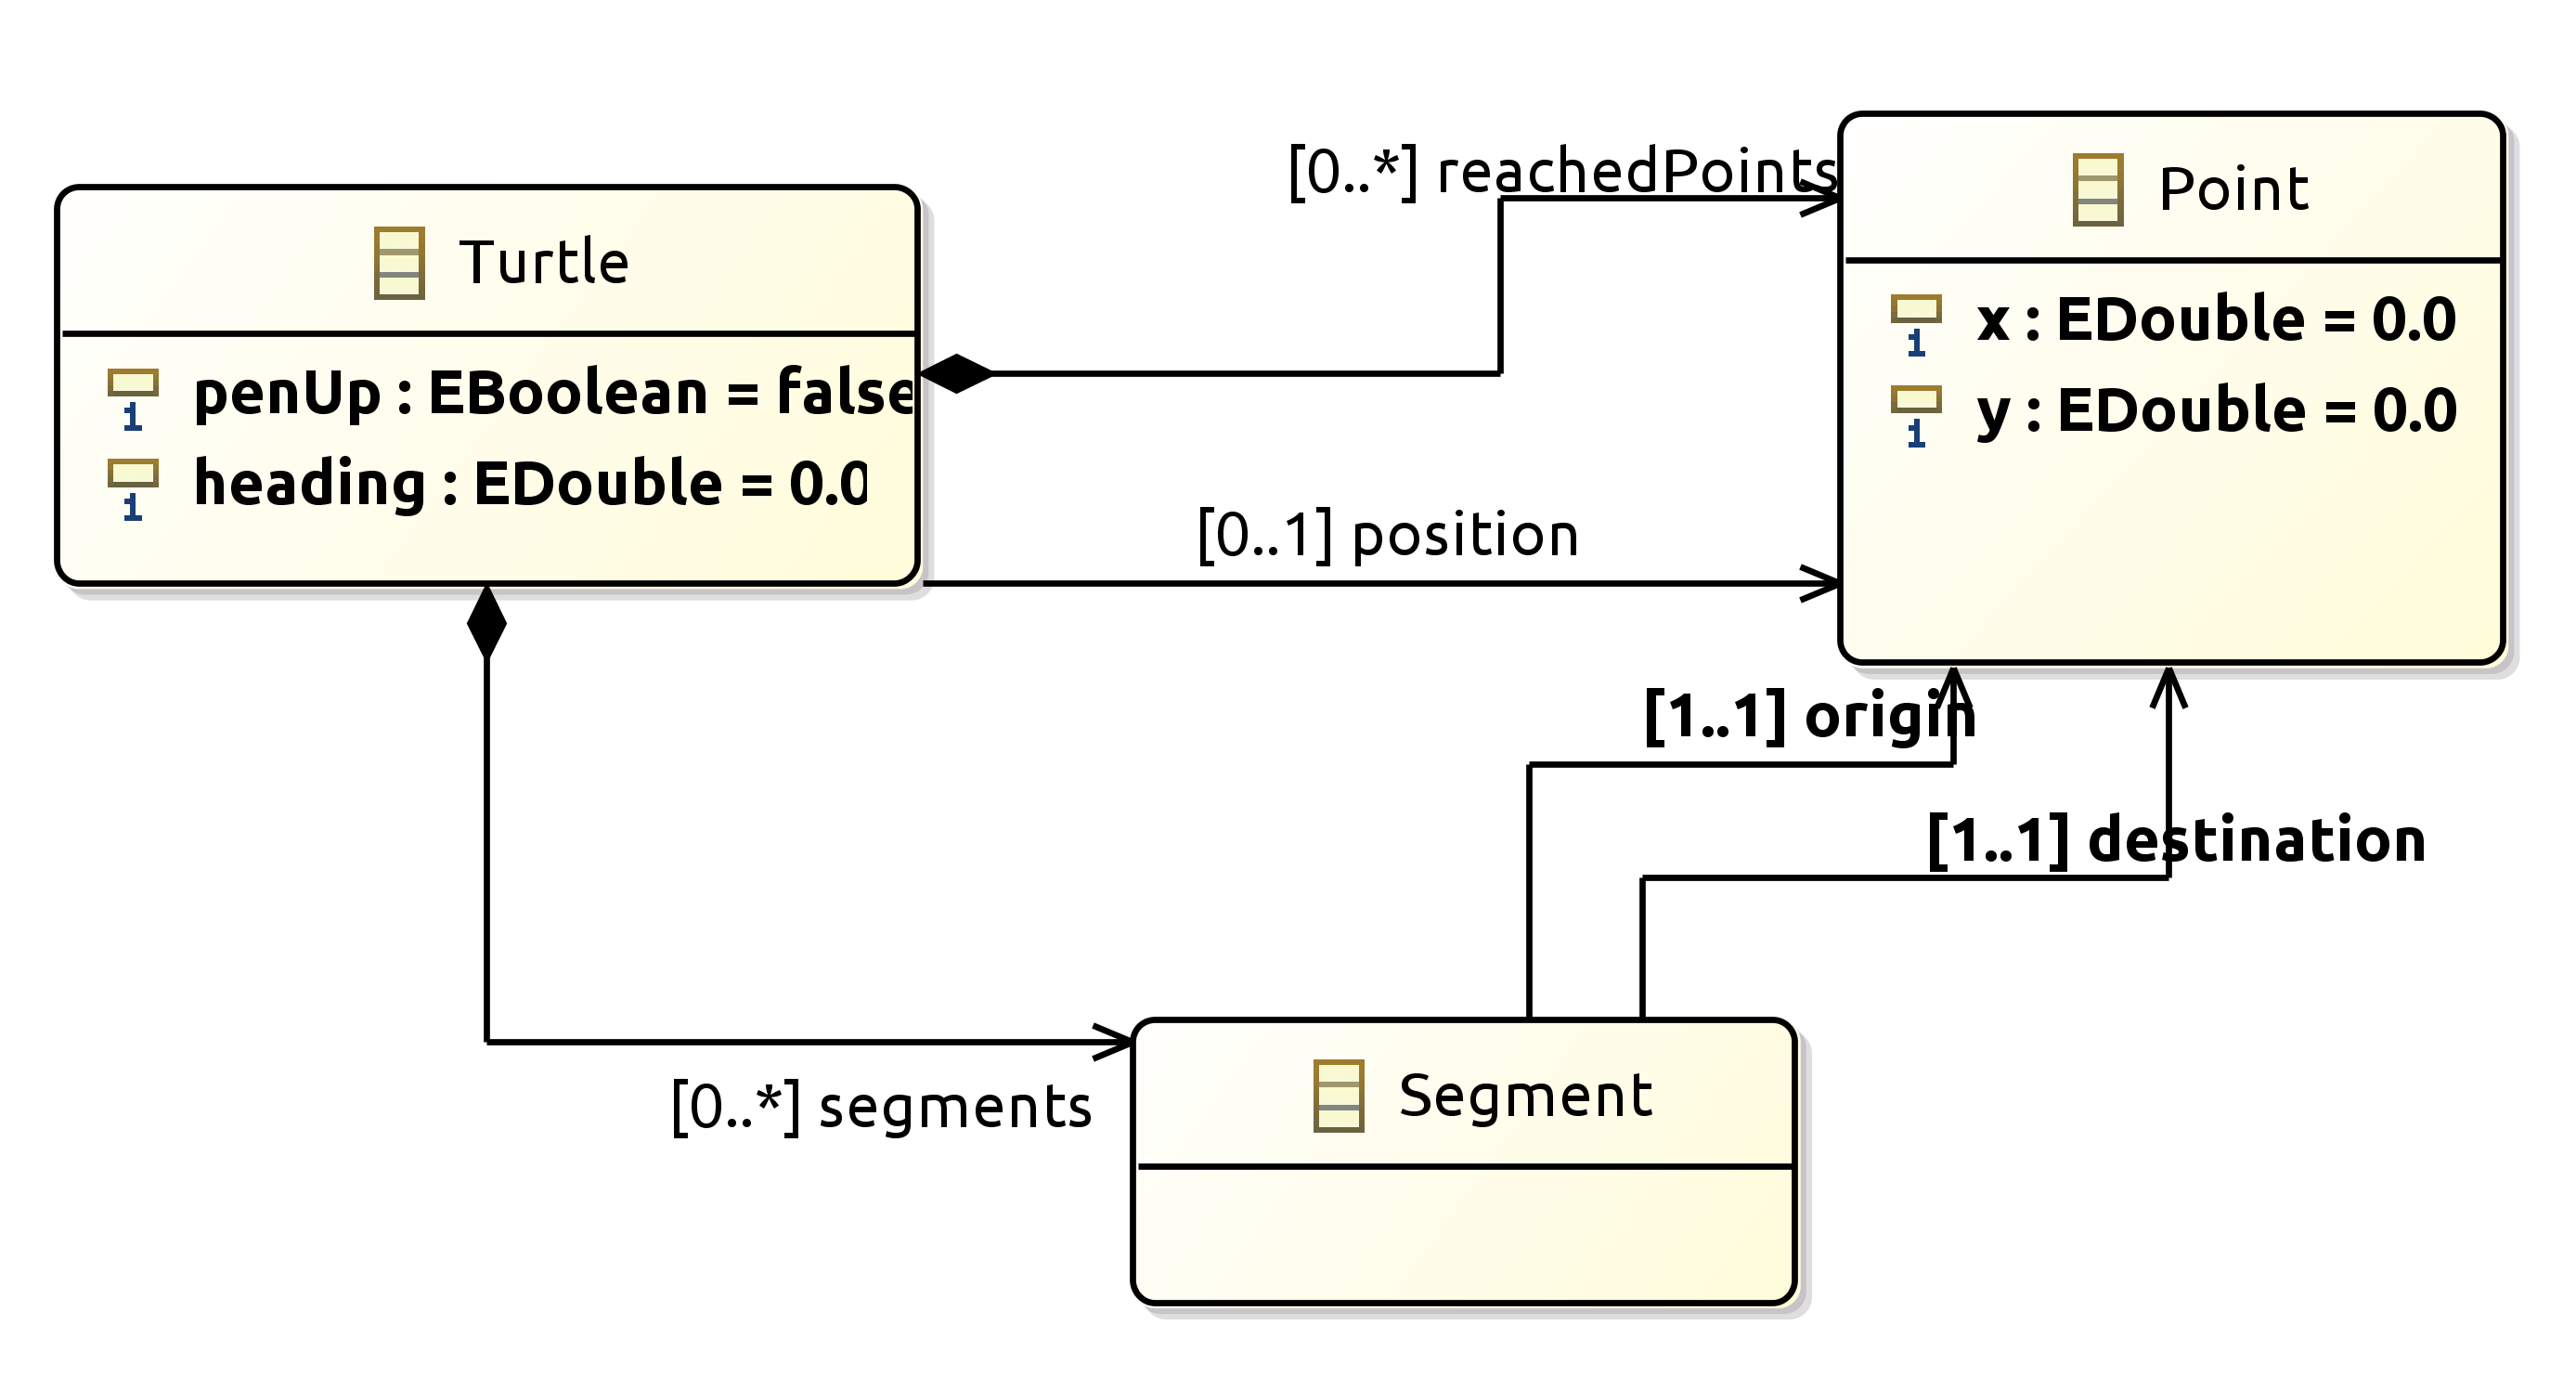 Turtle
penUp : EBoolean = false
heading : EDouble = 0.0
[0..*] reachedPoints
[0..1] position
Point
x : EDouble = 0.0
y : EDouble = 0.0
[1..1] origin
[1..1] destination
[0..*] segments
Segment